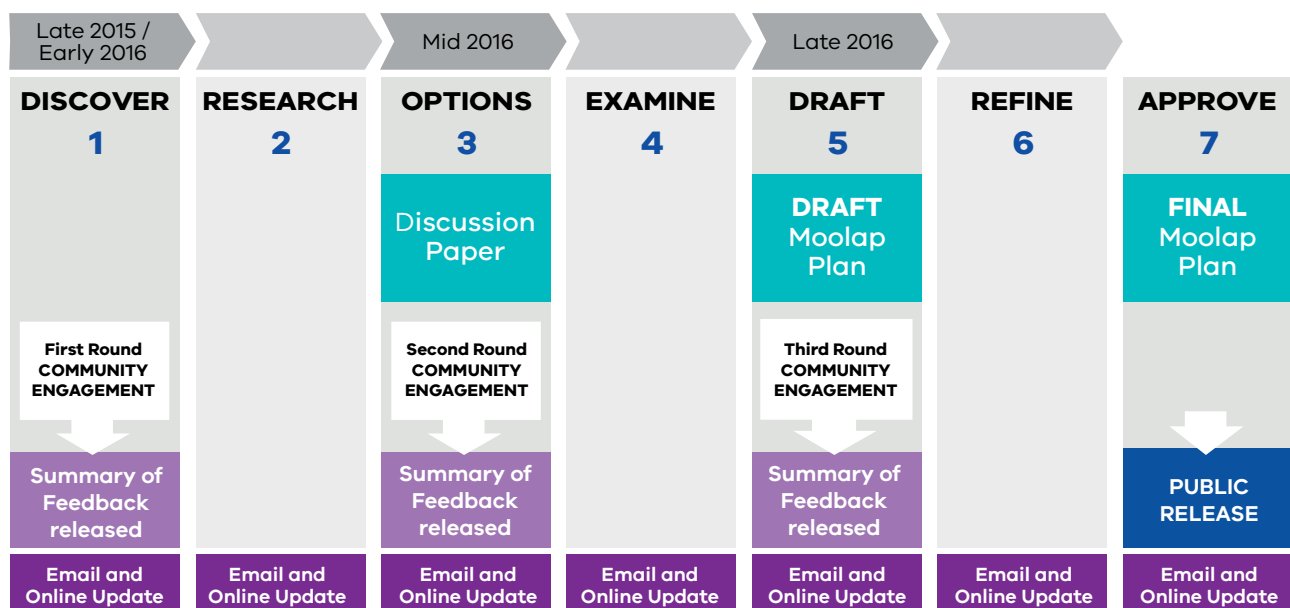 Late 2015 /
Early 2016
Mid 2016
Late 2016
DISCOVER
1
RESEARCH
2
OPTIONS
3
EXAMINE
4
DRAFT
5
REFINE
6
APPROVE
7
Discussion
Paper
DRAFT
Moolap
Plan
FINAL
Moolap
Plan
First Round
COMMUNITY
ENGAGEMENT
Second Round
COMMUNITY
ENGAGEMENT
Third Round
COMMUNITY
ENGAGEMENT
Summary of
Feedback
released
Summary of
Feedback
released
Summary of
Feedback
released
PUBLIC
RELEASE
Email and
Online Update
Email and
Online Update
Email and
Online Update
Email and
Online Update
Email and
Online Update
Email and
Online Update
Email and
Online Update